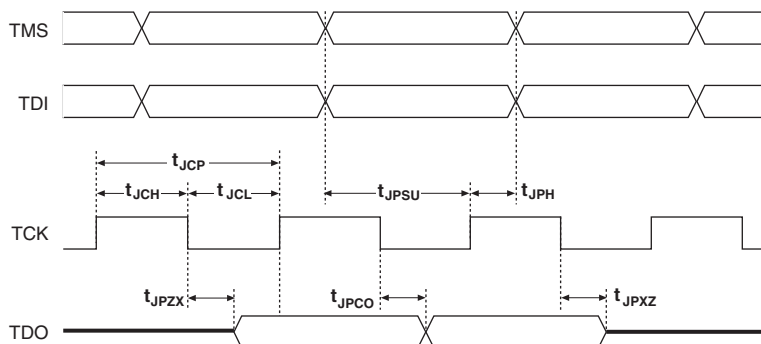 TMS
TDI
tJCP
tJCH
tJCL
tJPSU
tJPH
TCK
tJPZX
tJPCO
tJPXZ
TDO